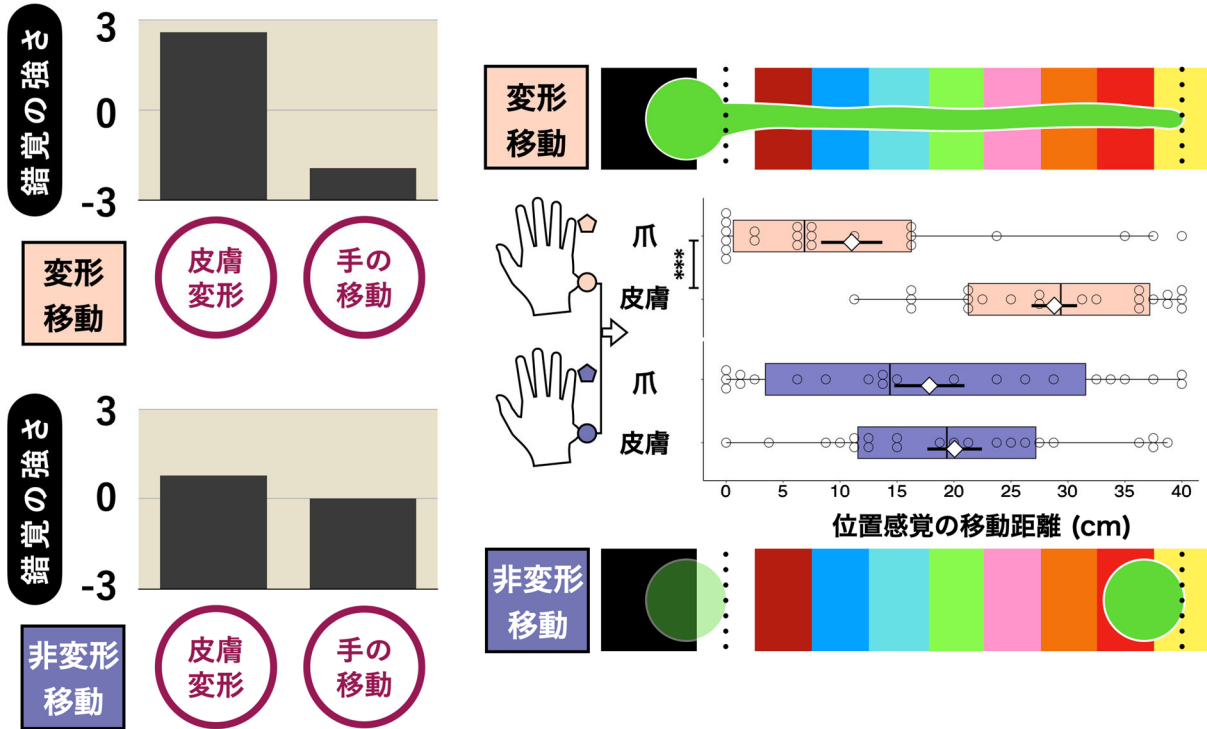 錯覚の強さ
3
0
-3
変形
移動
皮膚
変形
手の
移動
錯覚の強さ
3
0
-3
非変形
移動
皮膚
変形
手の
移動
変形
移動
爪
***
皮膚
爪
皮膚
0 5 10 15 20 25 30 35 40
位置感覚の移動距離 (cm)
非変形
移動